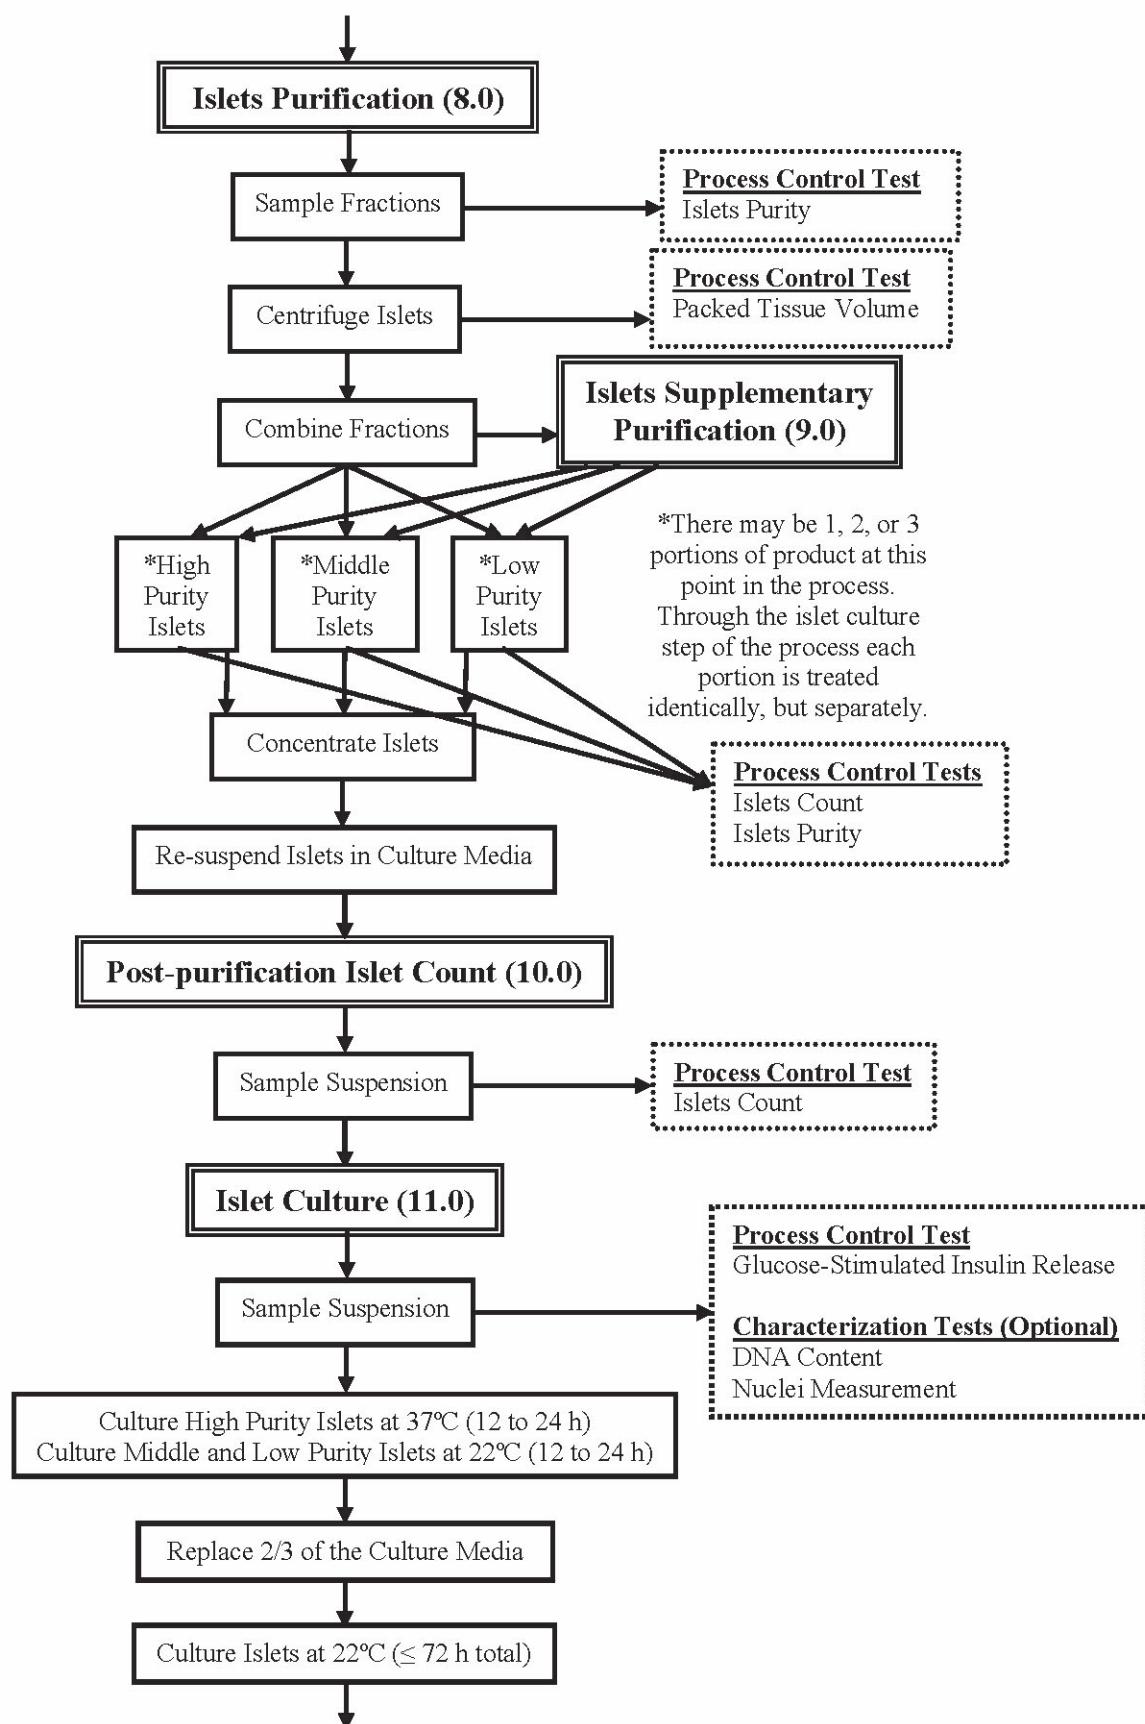 Islets Purification (8.0)
Sample Fractions
Process Control Test
Islets Purity
Centrifuge Islets
Process Control Test
Packed Tissue Volume
Combine Fractions
Islets Supplementary
Purification (9.0)
*High
Purity
Islets
*Middle
Purity
Islets
*Low
Purity
Islets
*There may be 1, 2, or 3
portions of product at this
point in the process.
Through the islet culture
step of the process each
portion is treated
identically, but separately.
Concentrate Islets
Process Control Tests
Islets Count
Islets Purity
Re-suspend Islets in Culture Media
Post-purification Islet Count (10.0)
Sample Suspension
Process Control Test
Islets Count
Islet Culture (11.0)
Sample Suspension
Process Control Test
Glucose-Stimulated Insulin Release
Characterization Tests (Optional)
DNA Content
Nuclei Measurement
Culture High Purity Islets at 37ºC (12 to 24 h)
Culture Middle and Low Purity Islets at 22ºC (12 to 24 h)
Replace 2/3 of the Culture Media
Culture Islets at 22ºC (≤ 72 h total)